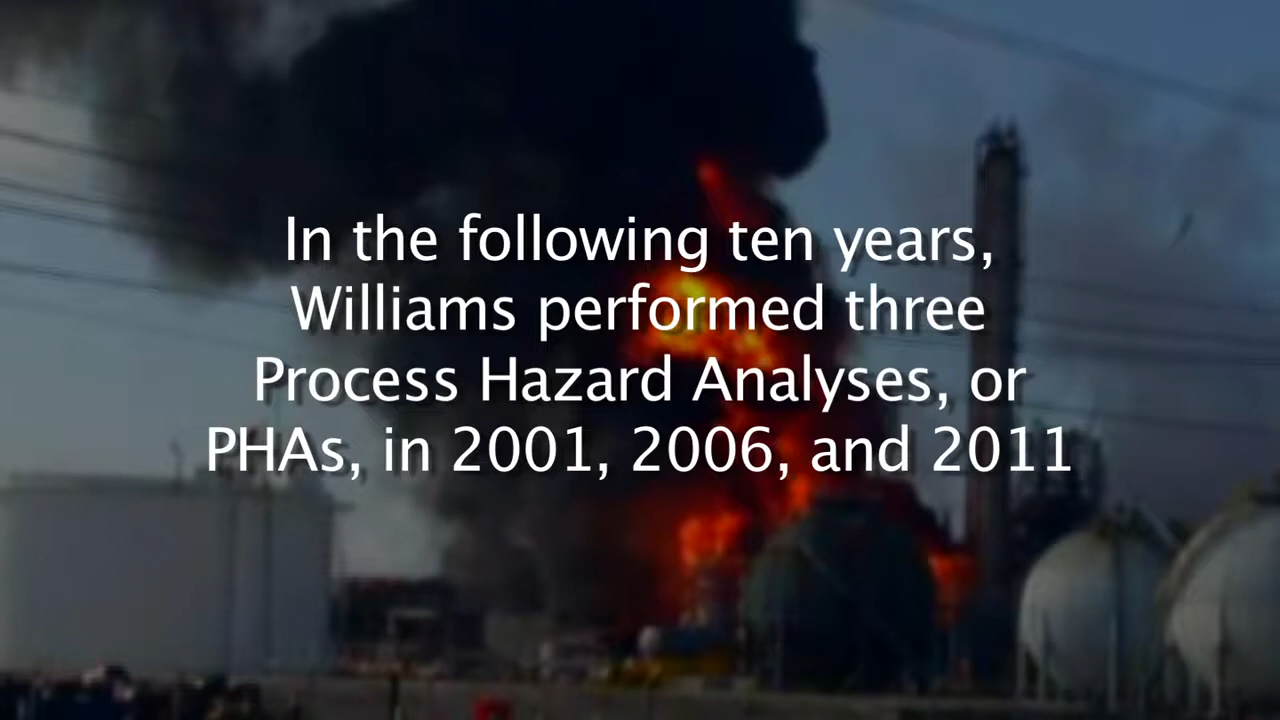 In the following ten years,
Williams performed three
Process Hazard Analyses, or
PHAs, in 2001, 2006, and 2011